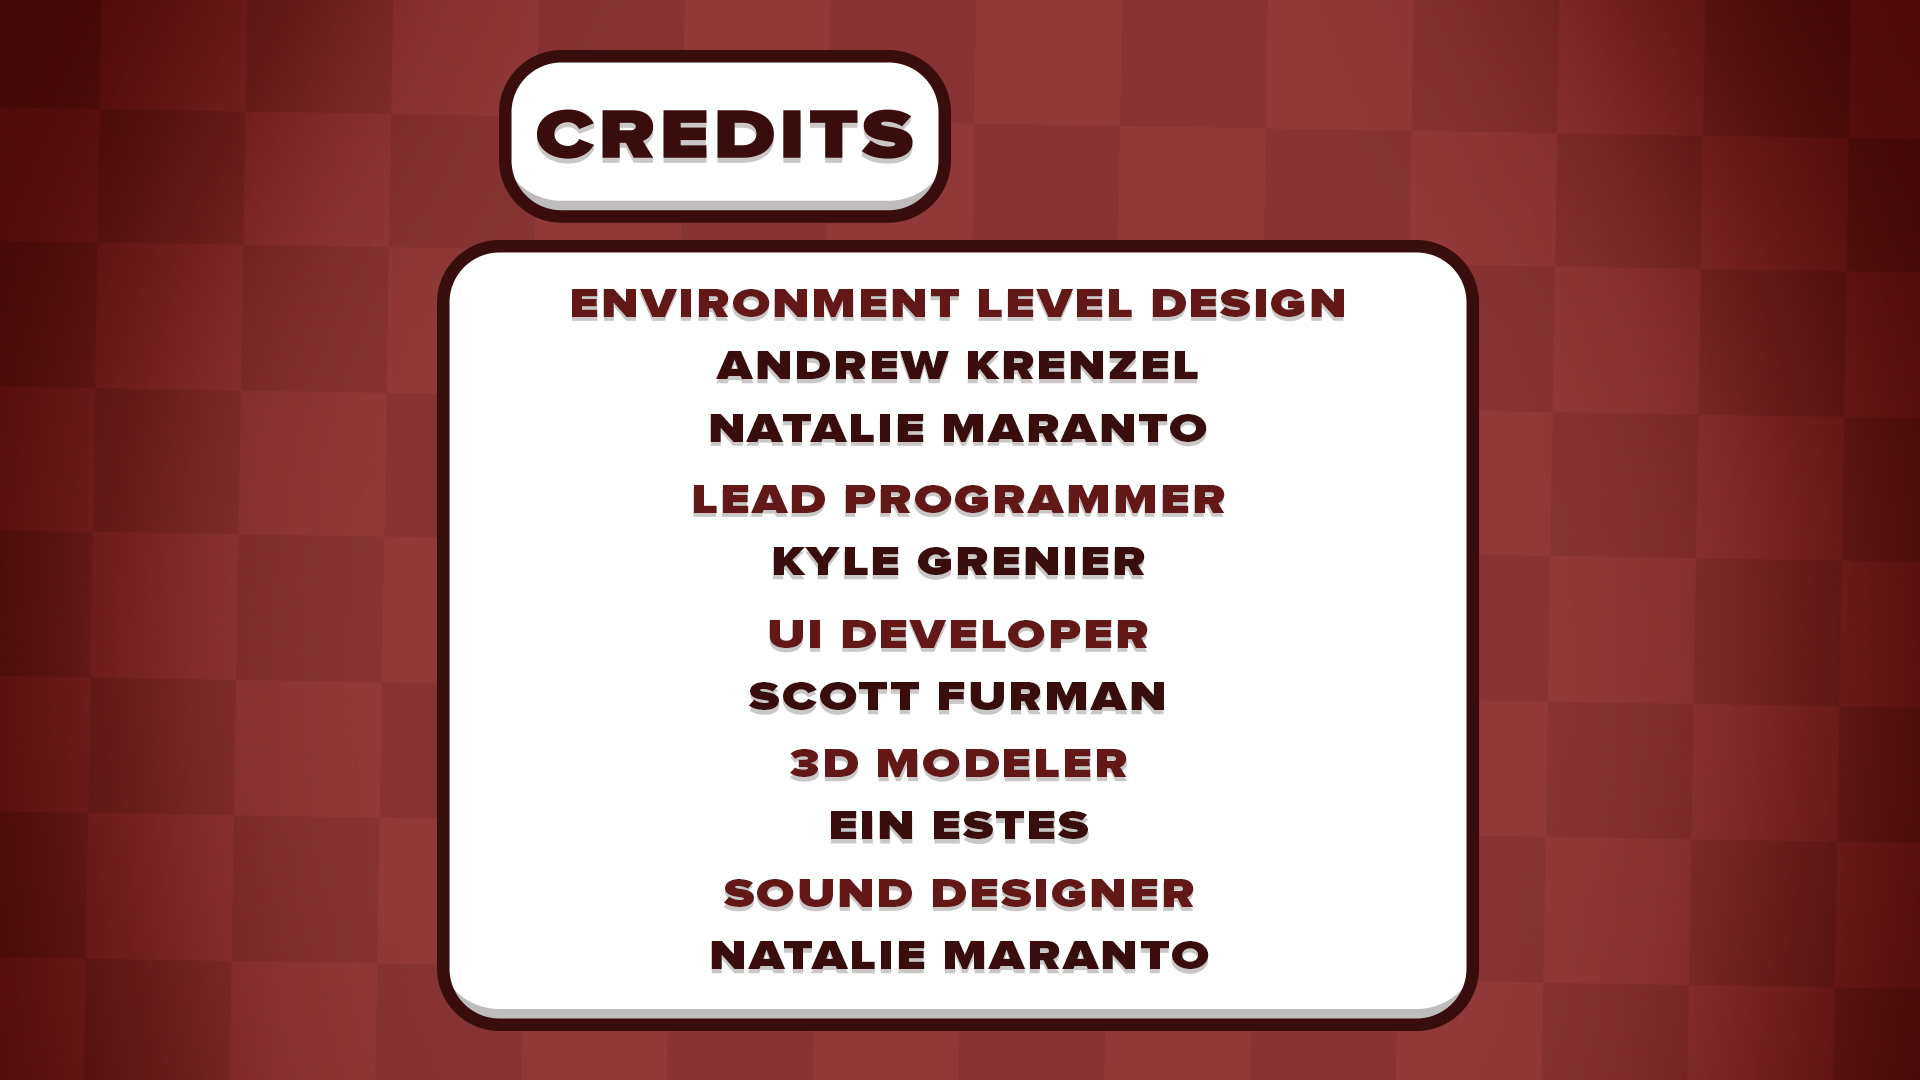 CREDITS
ENVIRONMENT LEVEL DESIGN
ANDREW KRENZEL
NATALIE MARANTO
LEAD PROGRAMMER
KYLE GRENIER
UI DEVELOPER
SCOTT FURMAN
3D MODELER
EIN ESTES
SOUND DESIGNER
NATALIE MARANTO